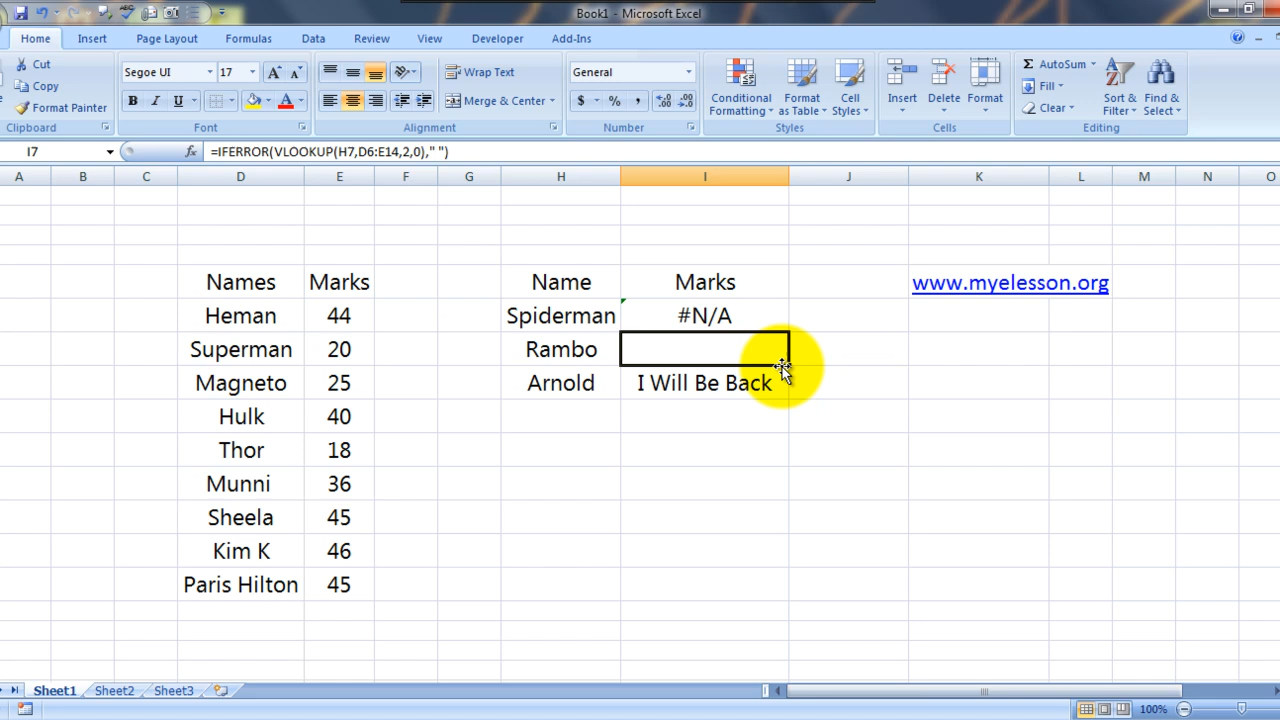 Book1 - Microsoft Excel
Home Insert Page Layout Formulas Data Review View Developer Add-Ins
Cut
Copy
Format Painter
Clipboard
Segoe UI 17
B I U A
Font
Wrap Text
Merge & Center
Alignment
General
$ % ,
Number
Conditional Formatting
Format as Table
Cell Styles
Styles
Insert
Delete
Format
Cells
Σ AutoSum
Fill
Clear
Sort & Filter
Find & Select
Editing
I7 fx =IFERROR(VLOOKUP(H7,D6:E14,2,0)," ")
A B C D E F G H I J K L M N O
Names Marks Name Marks www.myelesson.org
Heman 44 Spiderman #N/A
Superman 20 Rambo
Magneto 25 Arnold I Will Be Back
Hulk 40
Thor 18
Munni 36
Sheela 45
Kim K 46
Paris Hilton 45
Sheet1 Sheet2 Sheet3
100%